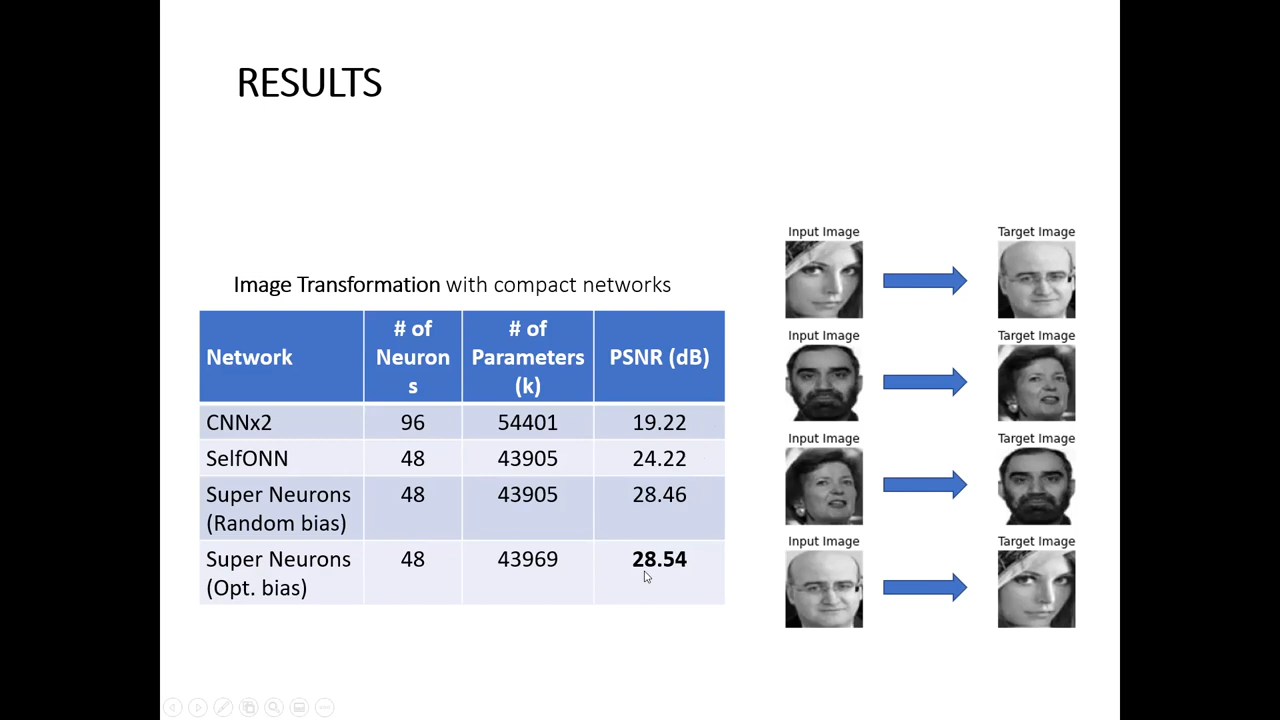 RESULTS
Image Transformation with compact networks
Network
# of
Neuron
s
# of
Parameters
(k)
PSNR (dB)
CNNx2
96
54401
19.22
SelfONN
48
43905
24.22
Super Neurons
(Random bias)
48
43905
28.46
Super Neurons
(Opt. bias)
48
43969
28.54
Input Image
Target Image
Input Image
Target Image
Input Image
Target Image
Input Image
Target Image